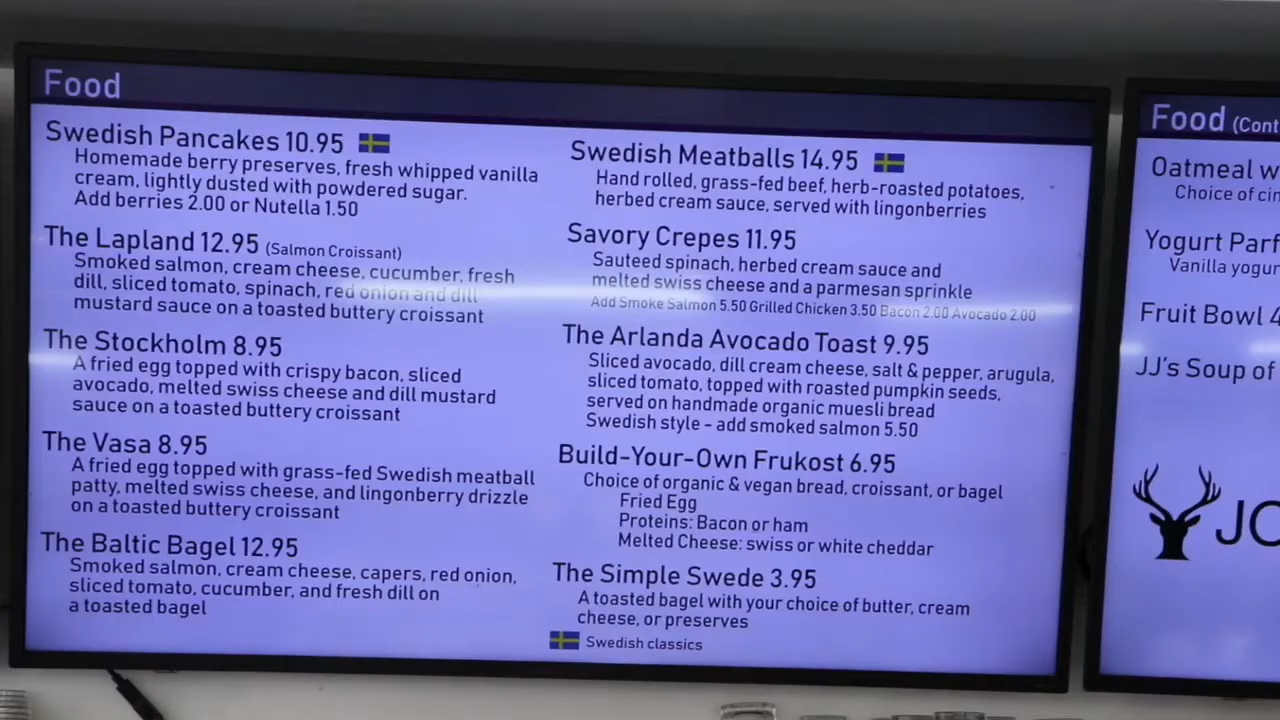 Food
Swedish Pancakes 10.95
Homemade berry preserves, fresh whipped vanilla
cream, lightly dusted with powdered sugar.
Add berries 2.00 or Nutella 1.50
The Lapland 12.95 (Salmon Croissant)
Smoked salmon, cream cheese, cucumber, fresh
dill, sliced tomato, spinach, red onion and dill
mustard sauce on a toasted buttery croissant
The Stockholm 8.95
A fried egg topped with crispy bacon, sliced
avocado, melted swiss cheese and dill mustard
sauce on a toasted buttery croissant
The Vasa 8.95
A fried egg topped with grass-fed Swedish meatball
patty, melted swiss cheese, and lingonberry drizzle
on a toasted buttery croissant
The Baltic Bagel 12.95
Smoked salmon, cream cheese, capers, red onion,
sliced tomato, cucumber, and fresh dill on
a toasted bagel
Swedish Meatballs 14.95
Hand rolled, grass-fed beef, herb-roasted potatoes,
herbed cream sauce, served with lingonberries
Savory Crepes 11.95
Sauteed spinach, herbed cream sauce and
melted swiss cheese and a parmesan sprinkle
Add Smoke Salmon 5.50 Grilled Chicken 3.50 Bacon 2.00 Avocado 2.00
The Arlanda Avocado Toast 9.95
Sliced avocado, dill cream cheese, salt & pepper, arugula,
sliced tomato, topped with roasted pumpkin seeds,
served on handmade organic muesli bread
Swedish style - add smoked salmon 5.50
Build-Your-Own Frukost 6.95
Choice of organic & vegan bread, croissant, or bagel
Fried Egg
Proteins: Bacon or ham
Melted Cheese: swiss or white cheddar
The Simple Swede 3.95
A toasted bagel with your choice of butter, cream
cheese, or preserves
Swedish classics
Food (Cont
Oatmeal w
Choice of cin
Yogurt Parf
Vanilla yogur
Fruit Bowl 4
JJ's Soup of
JO